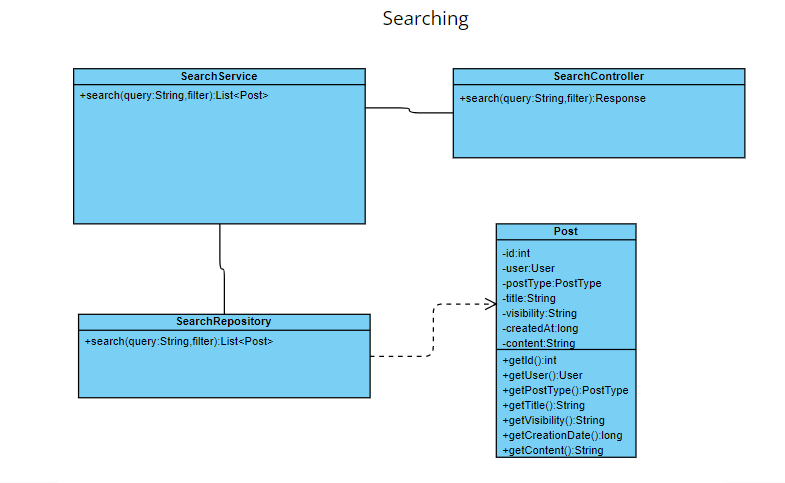 Searching
SearchService
+search(query:String,filter):List<Post>
SearchController
+search(query:String,filter):Response
Post
-id:int
-user:User
-postType:PostType
-title:String
-visibility:String
-createdAt:long
-content:String
+getId():int
+getUser():User
+getPostType():PostType
+getTitle():String
+getVisibility():String
+getCreationDate():long
+getContent():String
SearchRepository
+search(query:String,filter):List<Post>